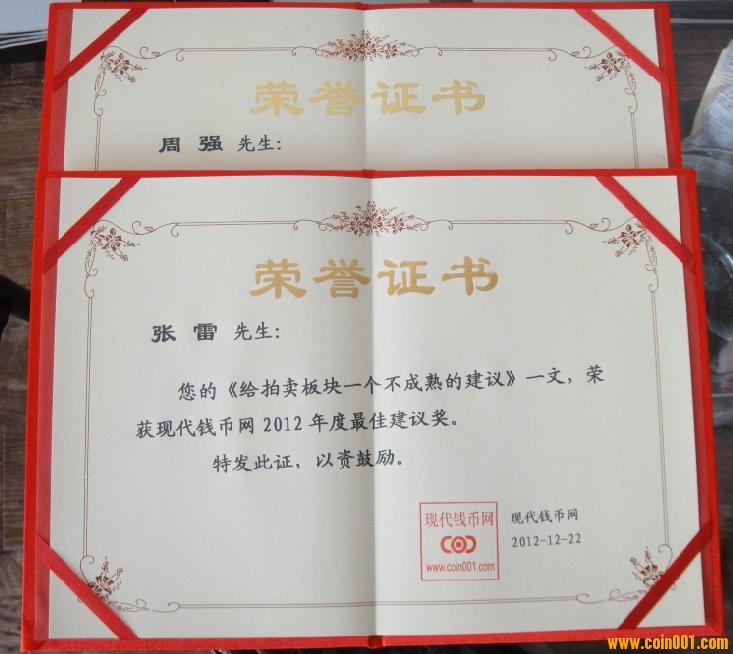 荣誉证书
周强 先生：
荣誉证书
张雷 先生：
您的《给拍卖板块一个不成熟的建议》一文，荣
获现代钱币网 2012 年度最佳建议奖。
特发此证，以资鼓励。
现代钱币网
www.coin001.com
现代钱币网
2012-12-22
www.coin001.com